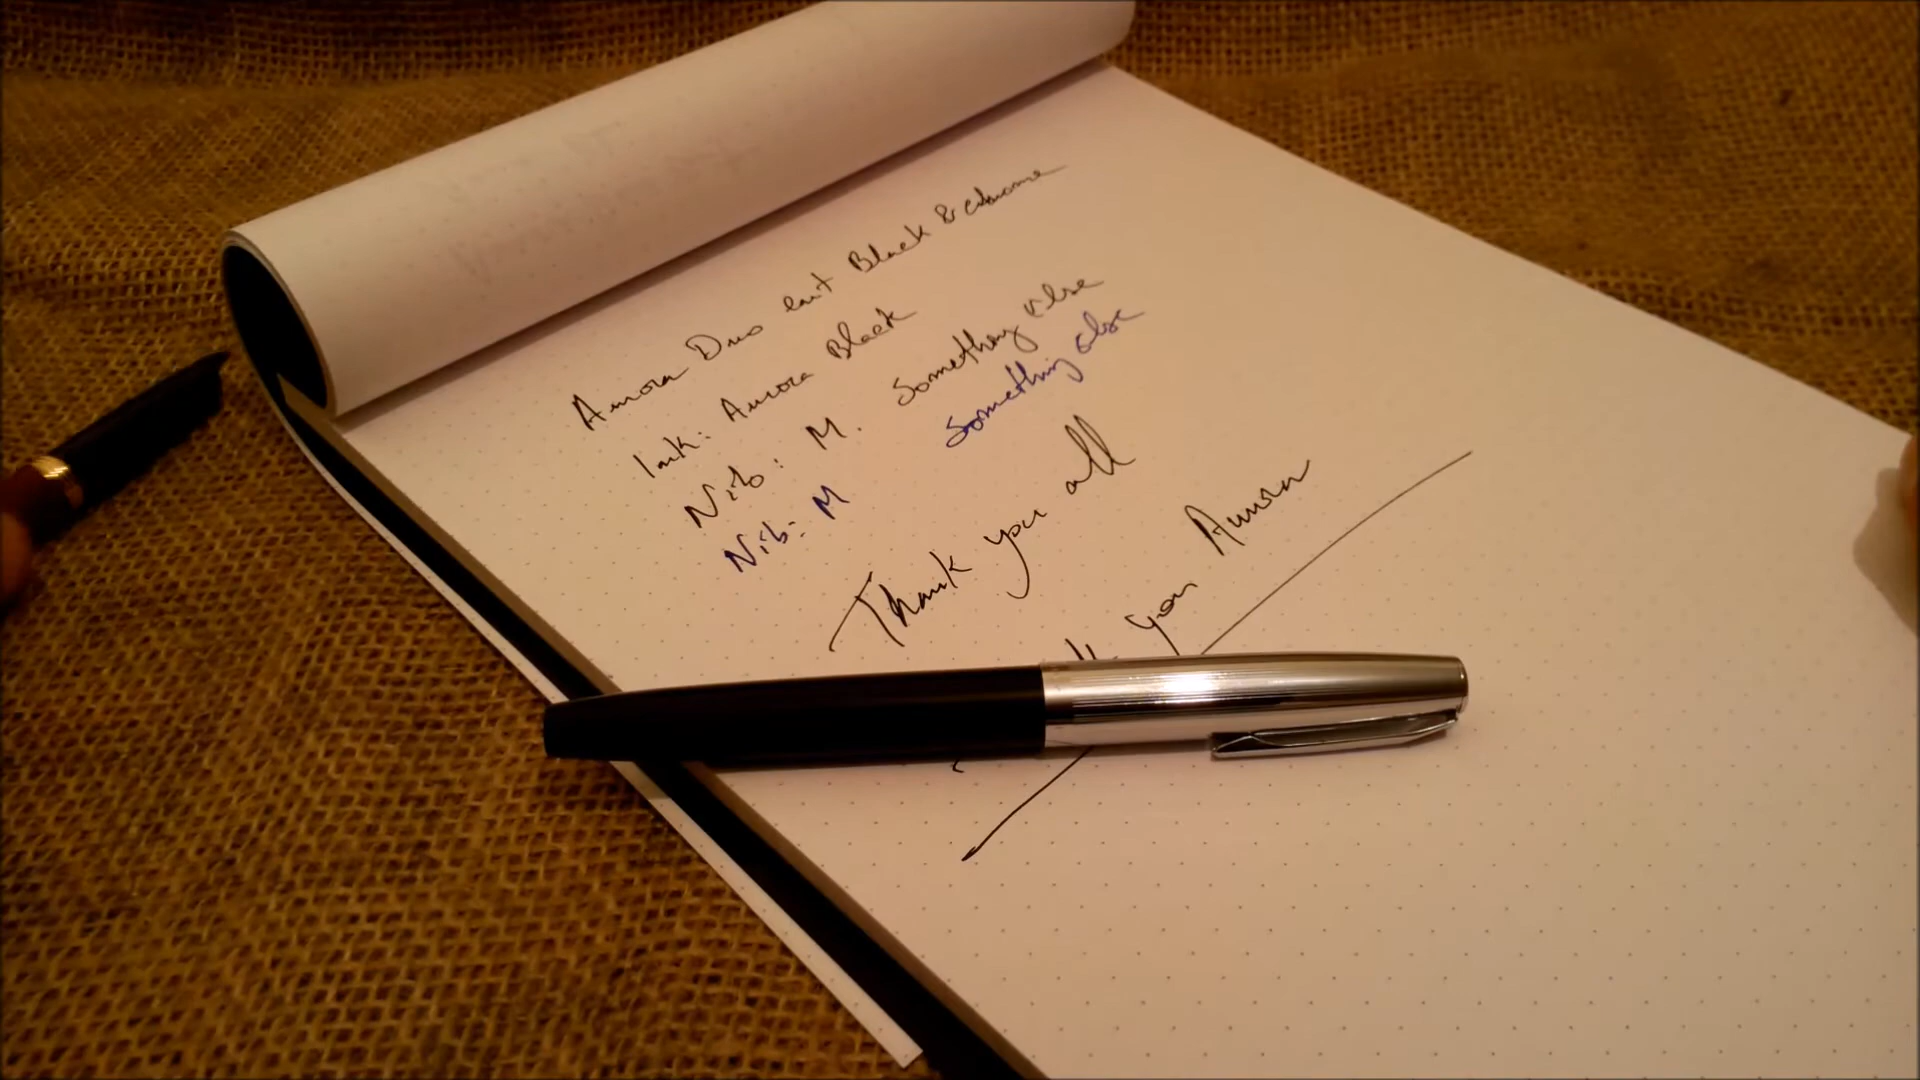 Aurora Duo cart Black & chrome
Ink: Aurora Black
Nib: M. Something else
Nib: M something else
Thank you all
you Aurora